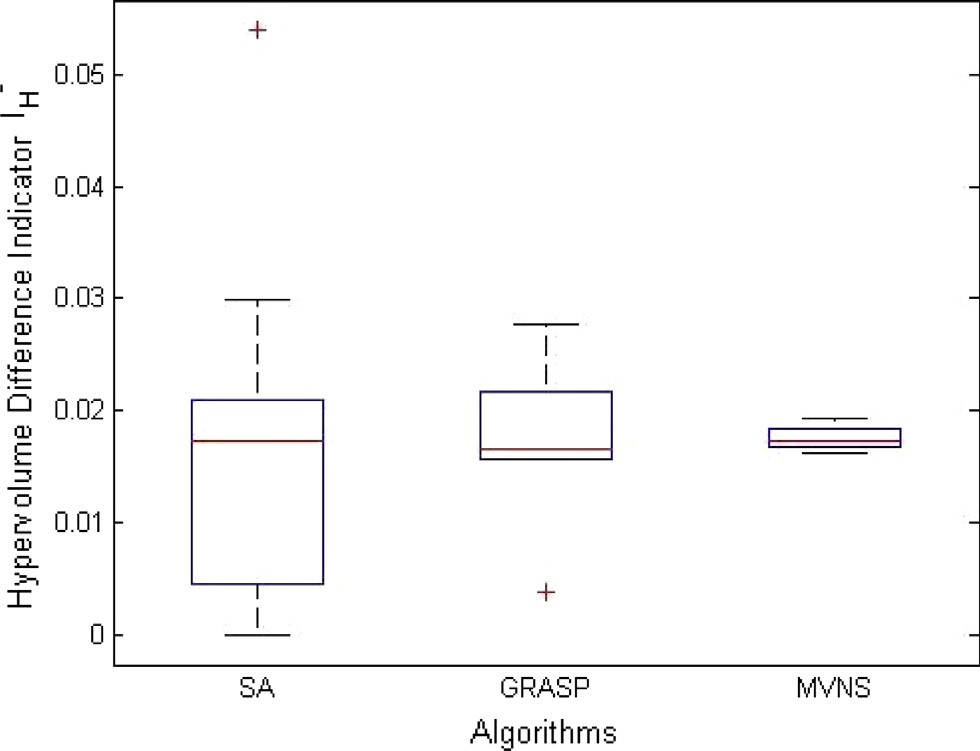 Hypervolume Difference Indicator I_H^-
0.05
0.04
0.03
0.02
0.01
0
SA GRASP MVNS
Algorithms